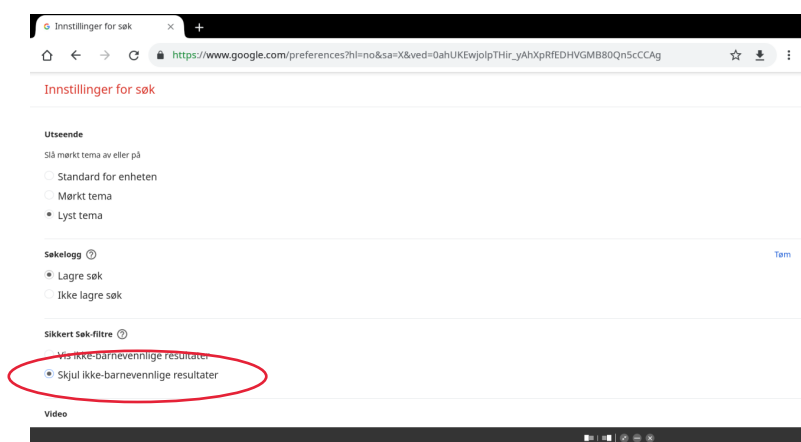 Innstillinger for søk
https://www.google.com/preferences?hl=no&sa=X&ved=0ahUKEwjolpTHir_yAhXpRfEDHVGMB80Qn5cCCAg
Innstillinger for søk
Utseende
Slå mørkt tema av eller på
Standard for enheten
Mørkt tema
Lyst tema
Søkelogg
Tøm
Lagre søk
Ikke lagre søk
Sikkert Søk-filtre
Vis ikke-barnevennlige resultater
Skjul ikke-barnevennlige resultater
Video